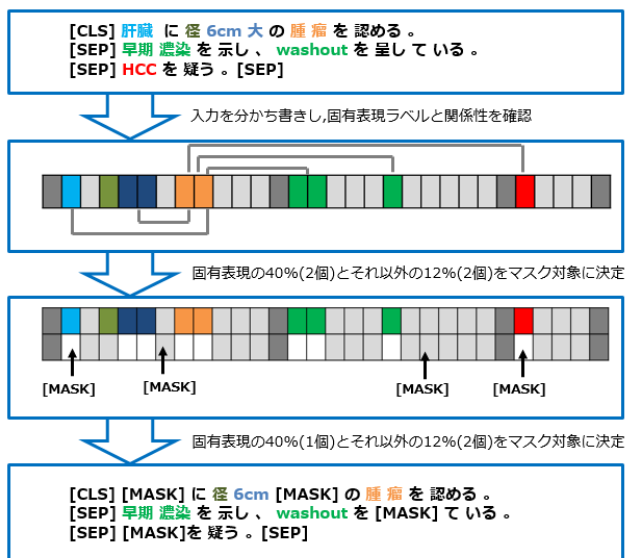 [CLS] 肝臓 に 径 6cm 大 の 腫 瘤 を 認める 。
[SEP] 早期 濃染 を 示し 、 washout を 呈し て いる 。
[SEP] HCC を 疑う 。[SEP]
入力を分かち書きし,固有表現ラベルと関係性を確認
固有表現の40%(2個)とそれ以外の12%(2個)をマスク対象に決定
[MASK]
[MASK]
[MASK]
[MASK]
固有表現の40%(1個)とそれ以外の12%(2個)をマスク対象に決定
[CLS] [MASK] に 径 6cm [MASK] の 腫 瘤 を 認める 。
[SEP] 早期 濃染 を 示し 、 washout を [MASK] て いる 。
[SEP] [MASK]を 疑う 。[SEP]